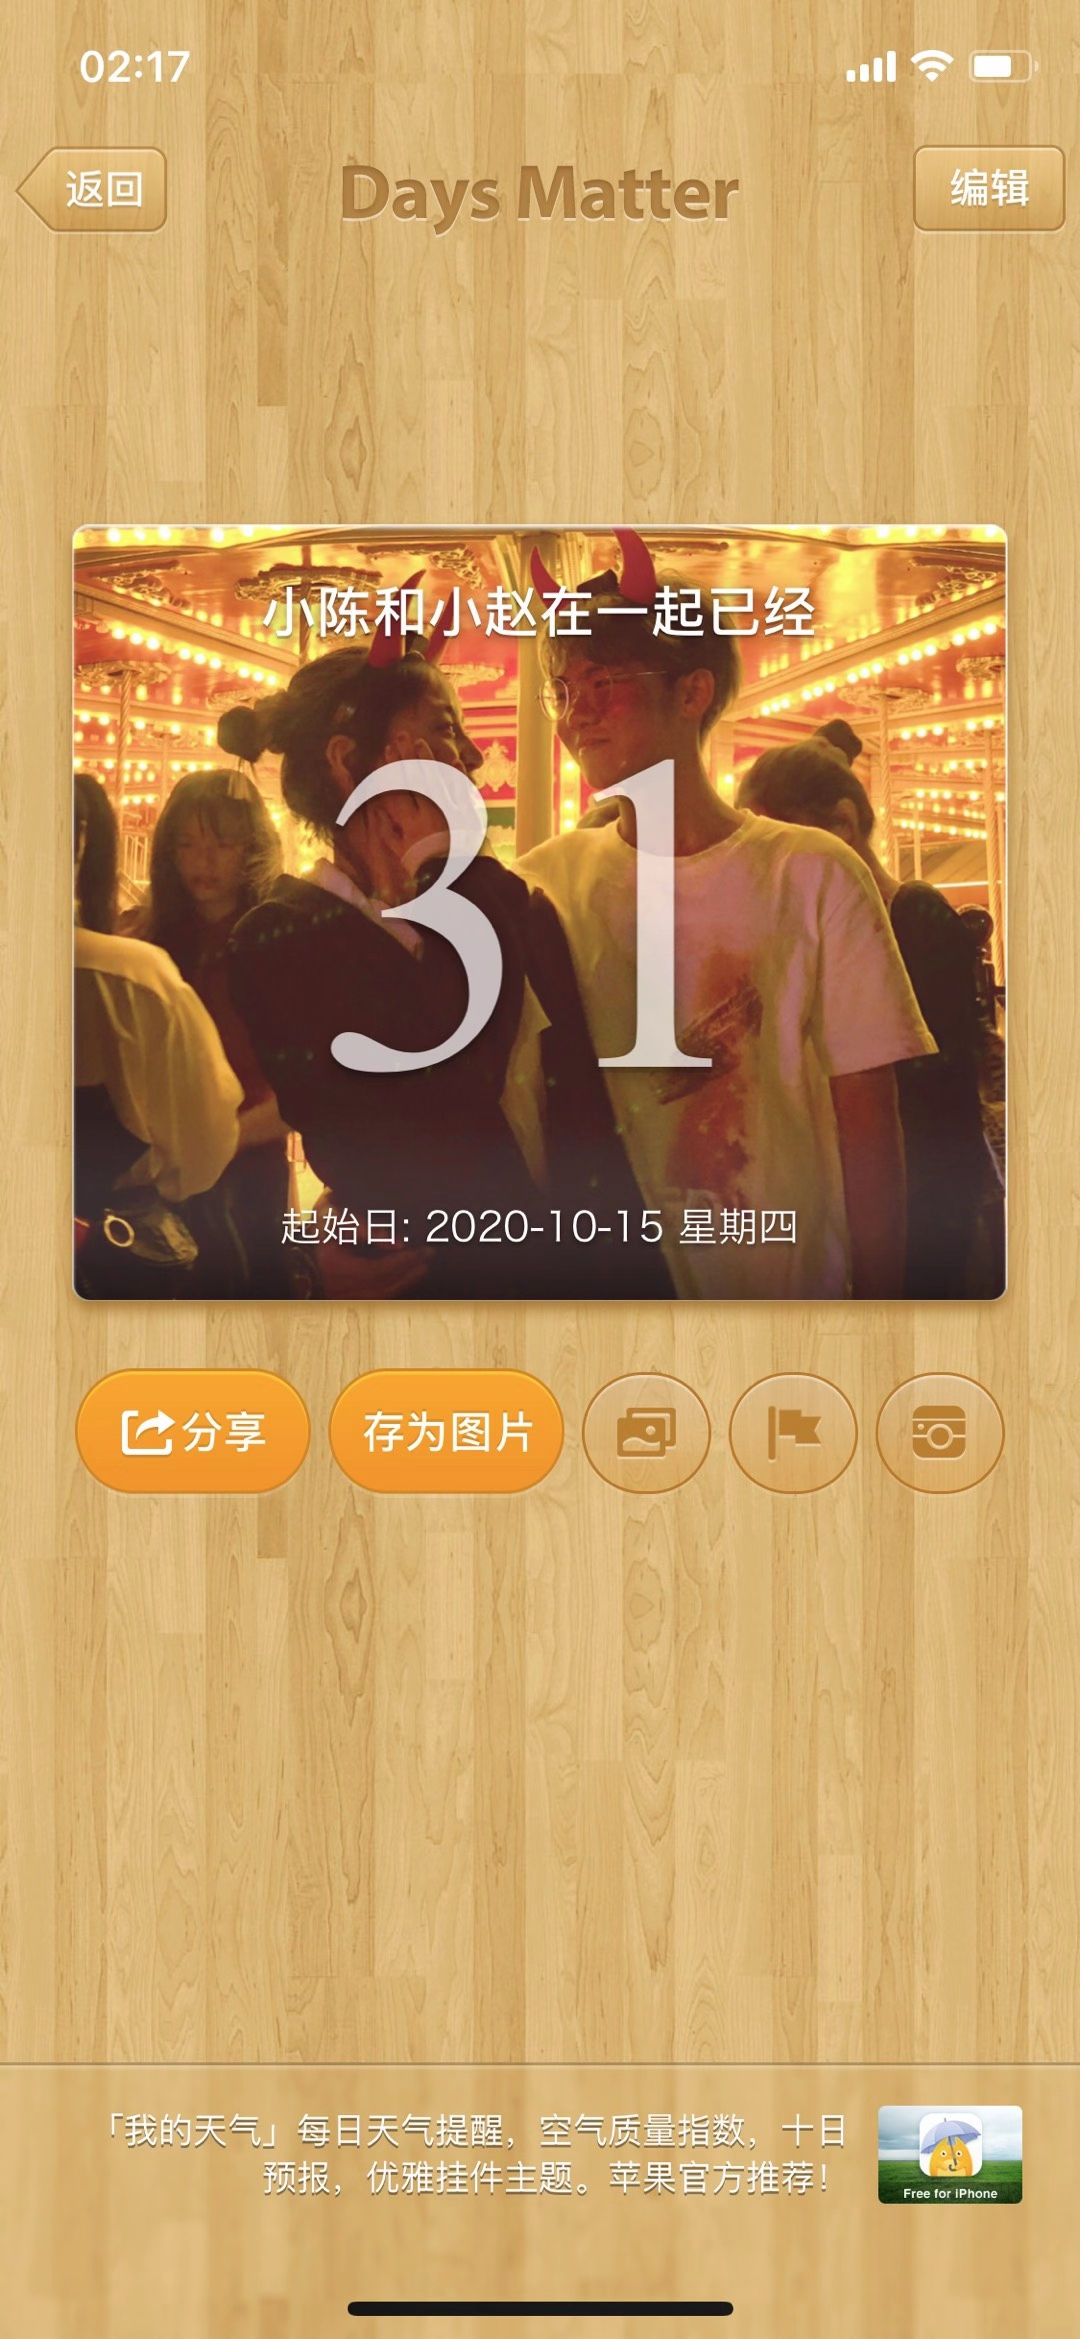 02:17
返回
Days Matter
编辑
小陈和小赵在一起已经
31
起始日: 2020-10-15 星期四
分享
存为图片
「我的天气」每日天气提醒，空气质量指数，十日
预报，优雅挂件主题。苹果官方推荐！
Free for iPhone